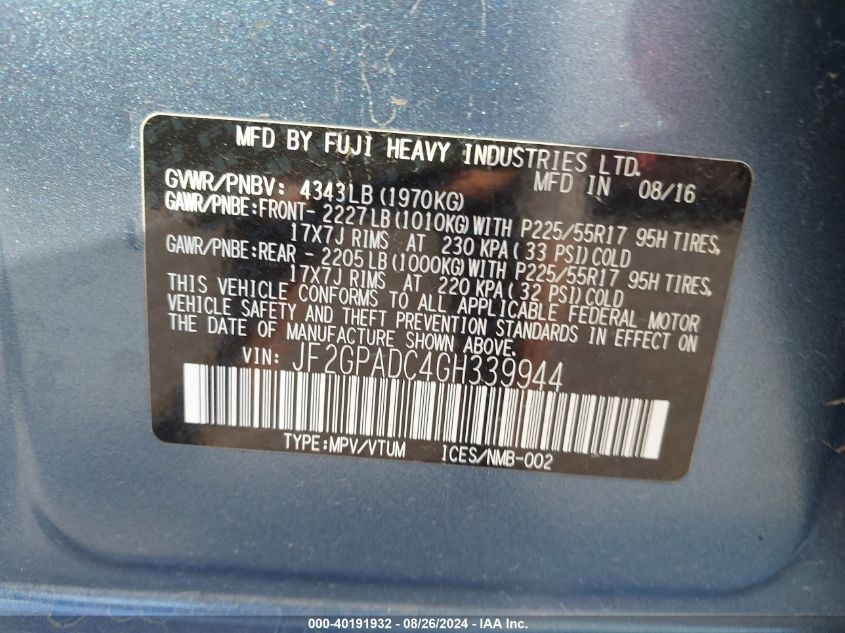 MFD BY FUJI HEAVY INDUSTRIES LTD.
MFD IN 08/16
GVWR/PNBV: 4343LB (1970KG)
GAWR/PNBE:FRONT- 2227LB (1010KG) WITH P225/55R17 95H TIRES,
17X7J RIMS AT 230 KPA ( 33 PSI) COLD
GAWR/PNBE:REAR - 2205LB (1000KG) WITH P225/55R17 95H TIRES,
17X7J RIMS AT 220 KPA ( 32 PSI) COLD
THIS VEHICLE CONFORMS TO ALL APPLICABLE FEDERAL MOTOR
VEHICLE SAFETY AND THEFT PREVENTION STANDARDS IN EFFECT ON
THE DATE OF MANUFACTURE SHOWN ABOVE.
VIN: JF2GPADC4GH339944
TYPE:MPV/VTUM ICES/NMB-002
000-40191932 - 08/26/2024 - IAA Inc.